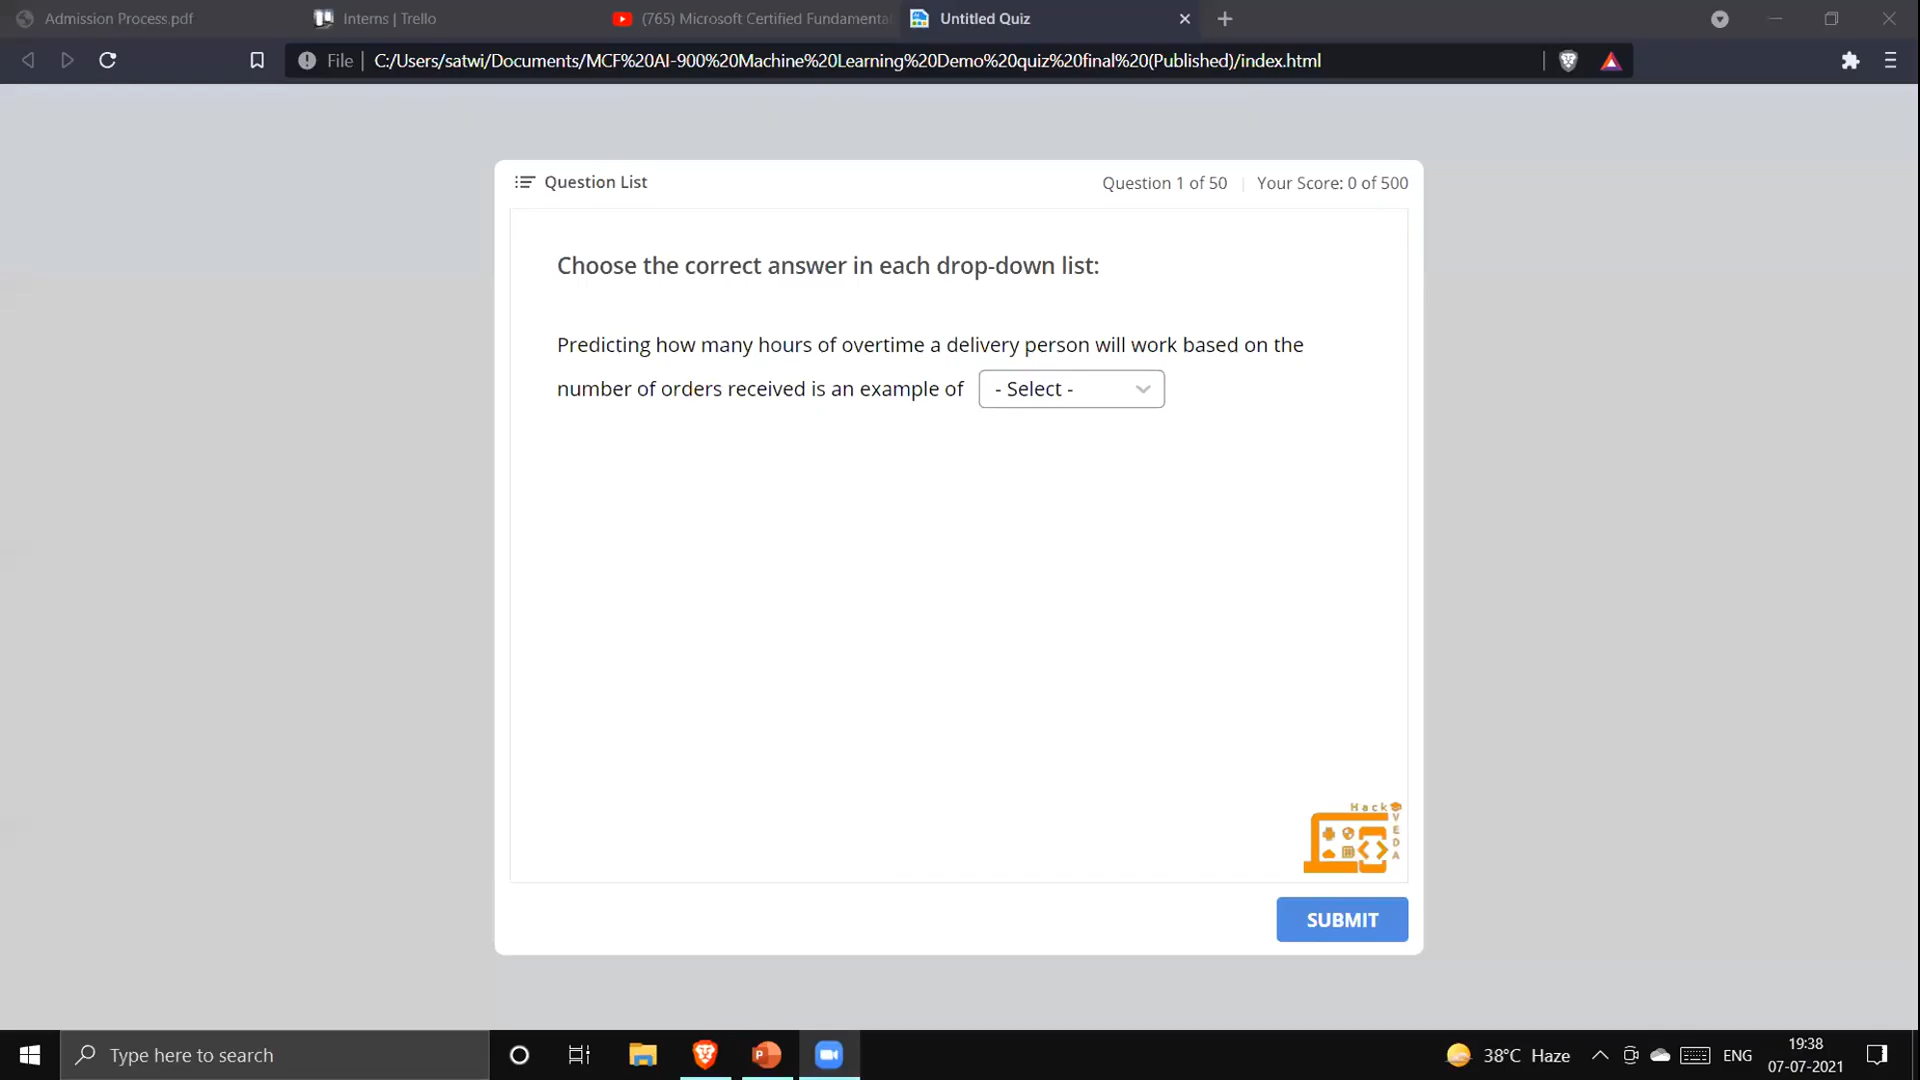 Admission Process.pdf
Interns | Trello
(765) Microsoft Certified Fundamenta
Untitled Quiz
File
C:/Users/satwi/Documents/MCF%20AI-900%20Machine%20Learning%20Demo%20quiz%20final%20(Published)/index.html
Question List
Question 1 of 50
Your Score: 0 of 500
Choose the correct answer in each drop-down list:
Predicting how many hours of overtime a delivery person will work based on the
number of orders received is an example of
- Select -
Hack
VEDA
SUBMIT
Type here to search
38°C Haze
ENG
19:38
07-07-2021